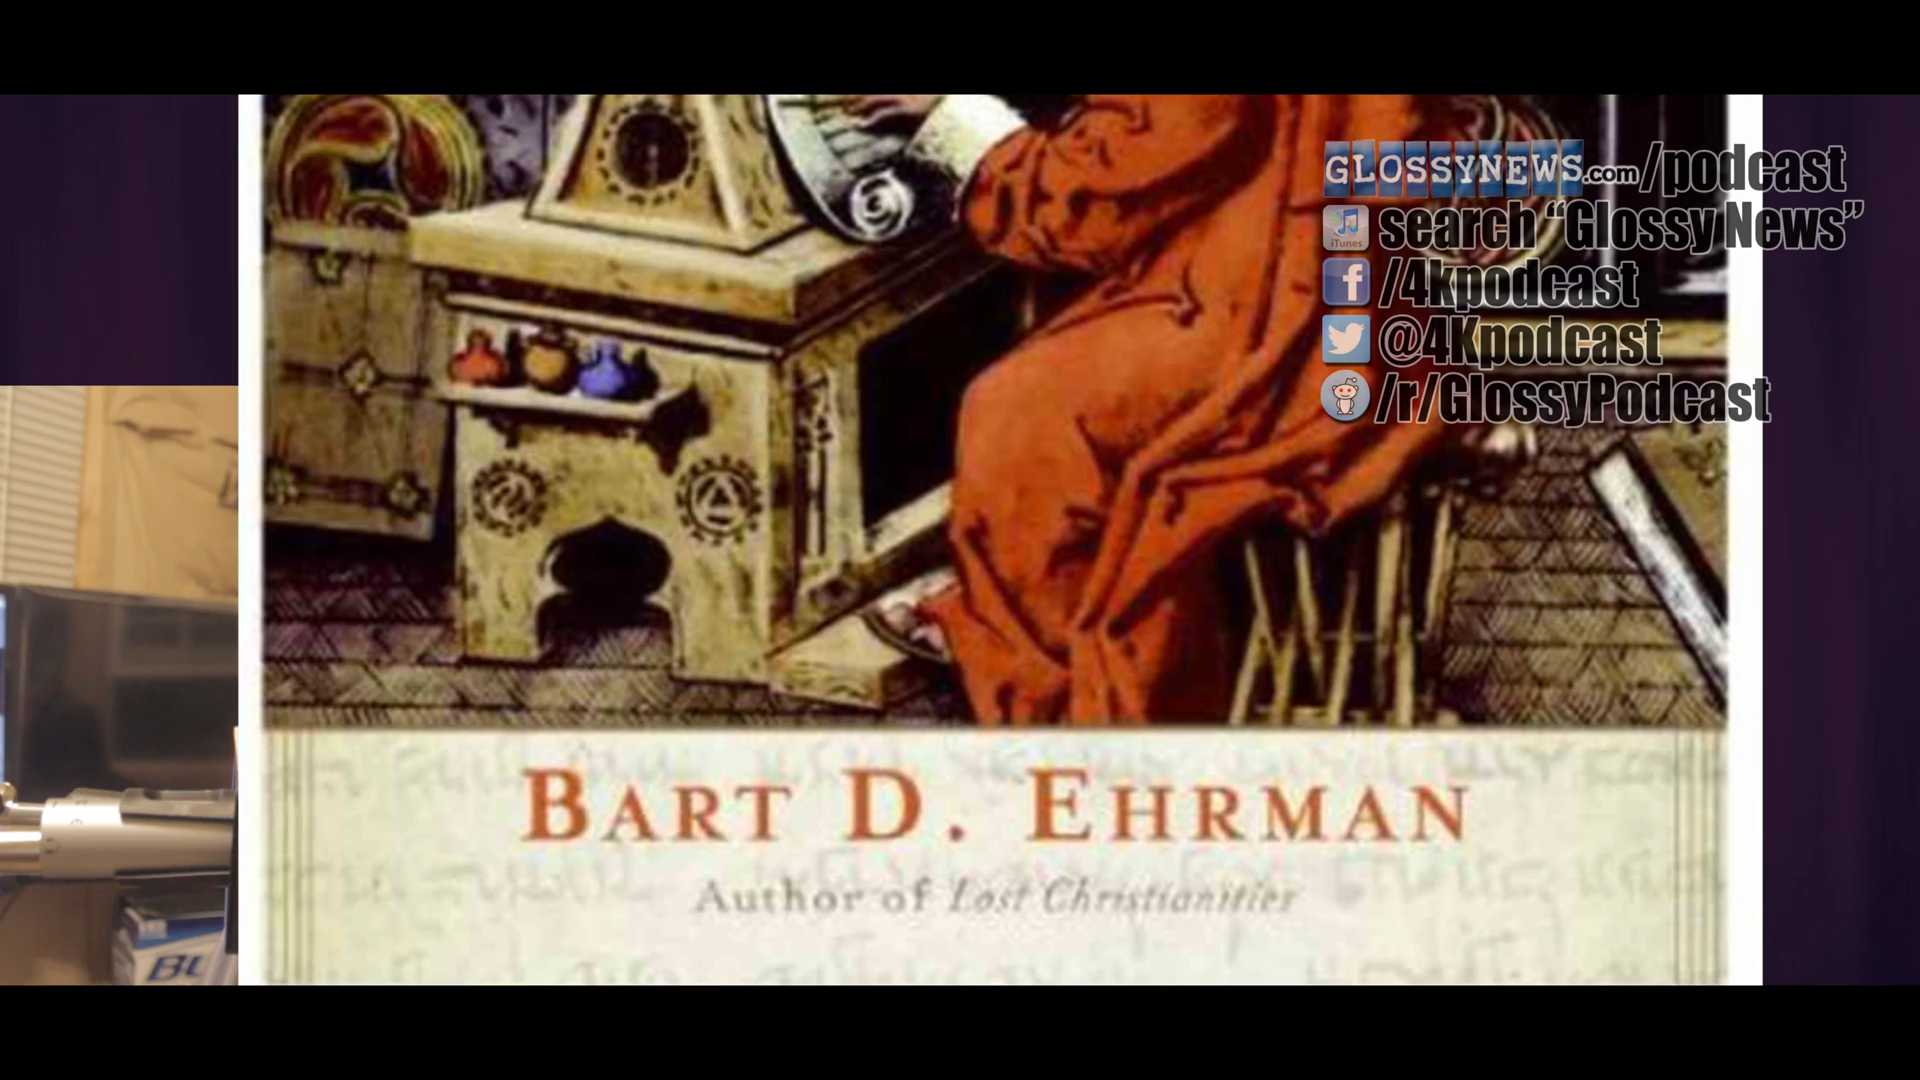 GLOSSYNEWS.com/podcast
iTunes search “Glossy News”
f /4kpodcast
@4Kpodcast
/r/GlossyPodcast
BART D. EHRMAN
Author of Lost Christianities